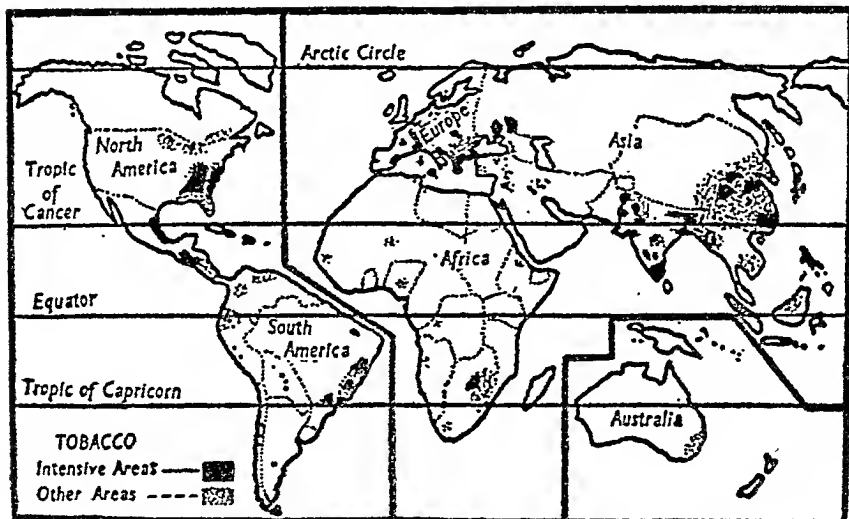 Arctic Circle
North
America
Europe
Asia
Tropic
of
Cancer
Africa
Equator
South
America
Tropic of Capricorn
Australia
TOBACCO
Intensive Areas
Other Areas